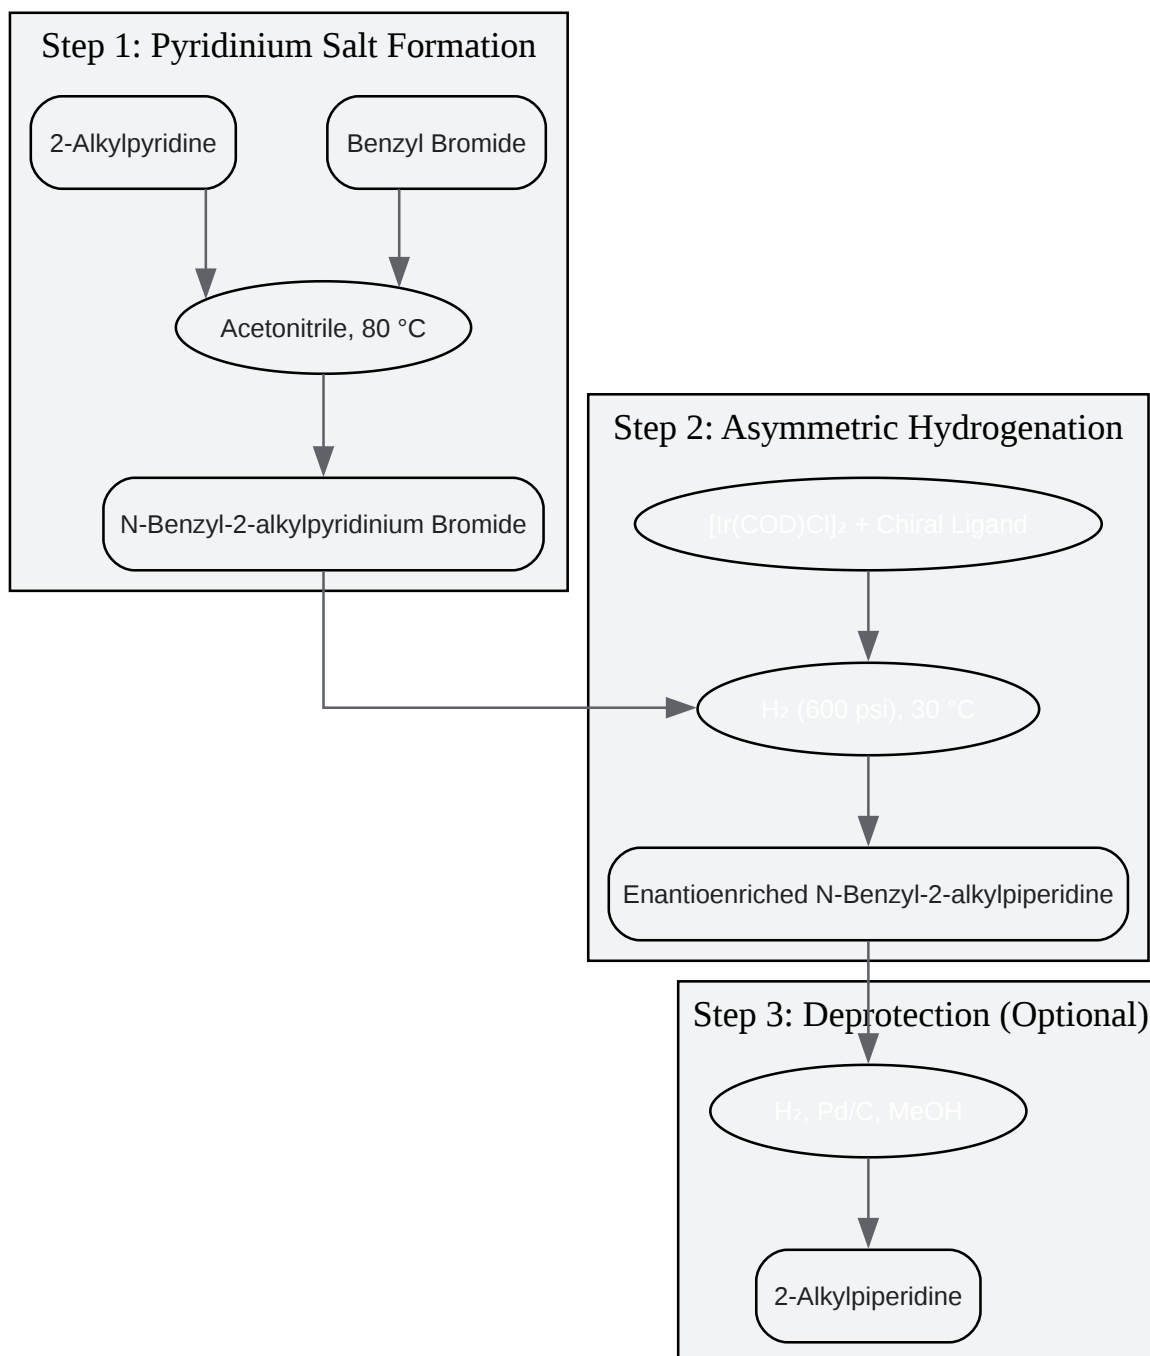 Step 1: Pyridinium Salt Formation
2-Alkylpyridine
Benzyl Bromide
Acetonitrile, 80 °C
N-Benzyl-2-alkylpyridinium Bromide
Step 2: Asymmetric Hydrogenation
[Ir(COD)Cl]₂ + Chiral Ligand
H₂ (600 psi), 30 °C
Enantioenriched N-Benzyl-2-alkylpiperidine
Step 3: Deprotection (Optional)
H₂, Pd/C, MeOH
2-Alkylpiperidine